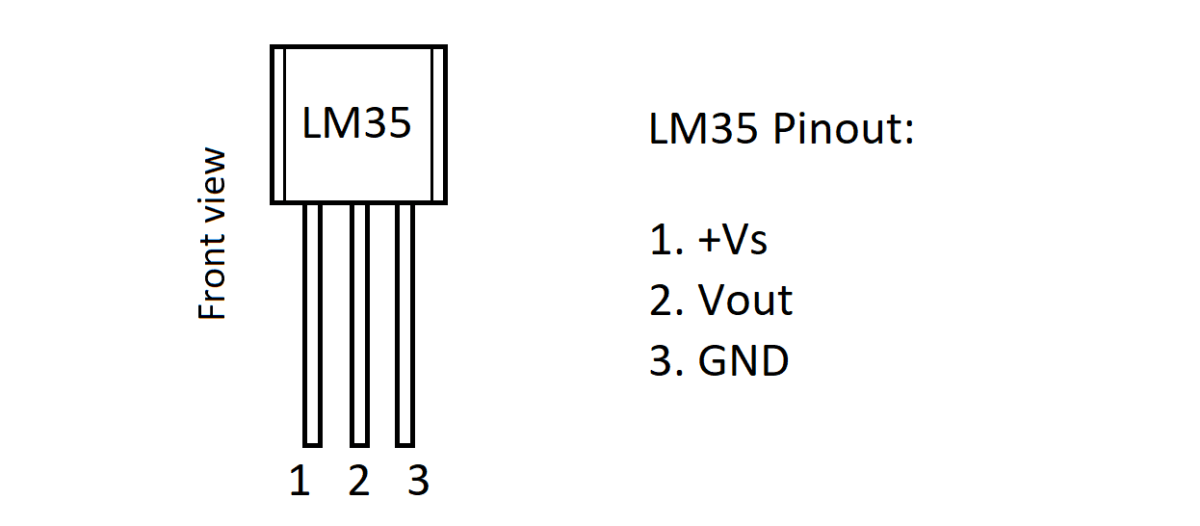 LM35
Front view
1 2 3
LM35 Pinout:
1. +Vs
2. Vout
3. GND